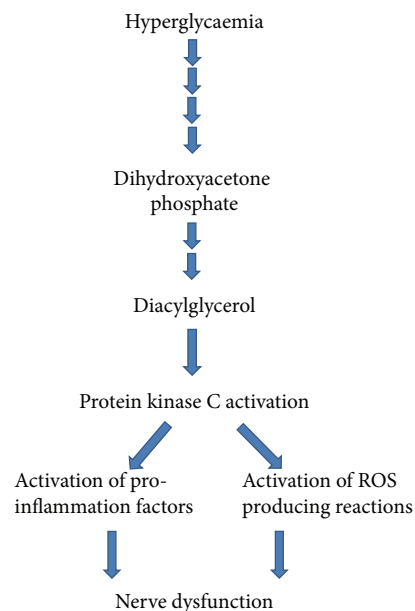 Hyperglycaemia
Dihydroxyacetone
phosphate
Diacylglycerol
Protein kinase C activation
Activation of pro-
inflammation factors
Activation of ROS
producing reactions
Nerve dysfunction